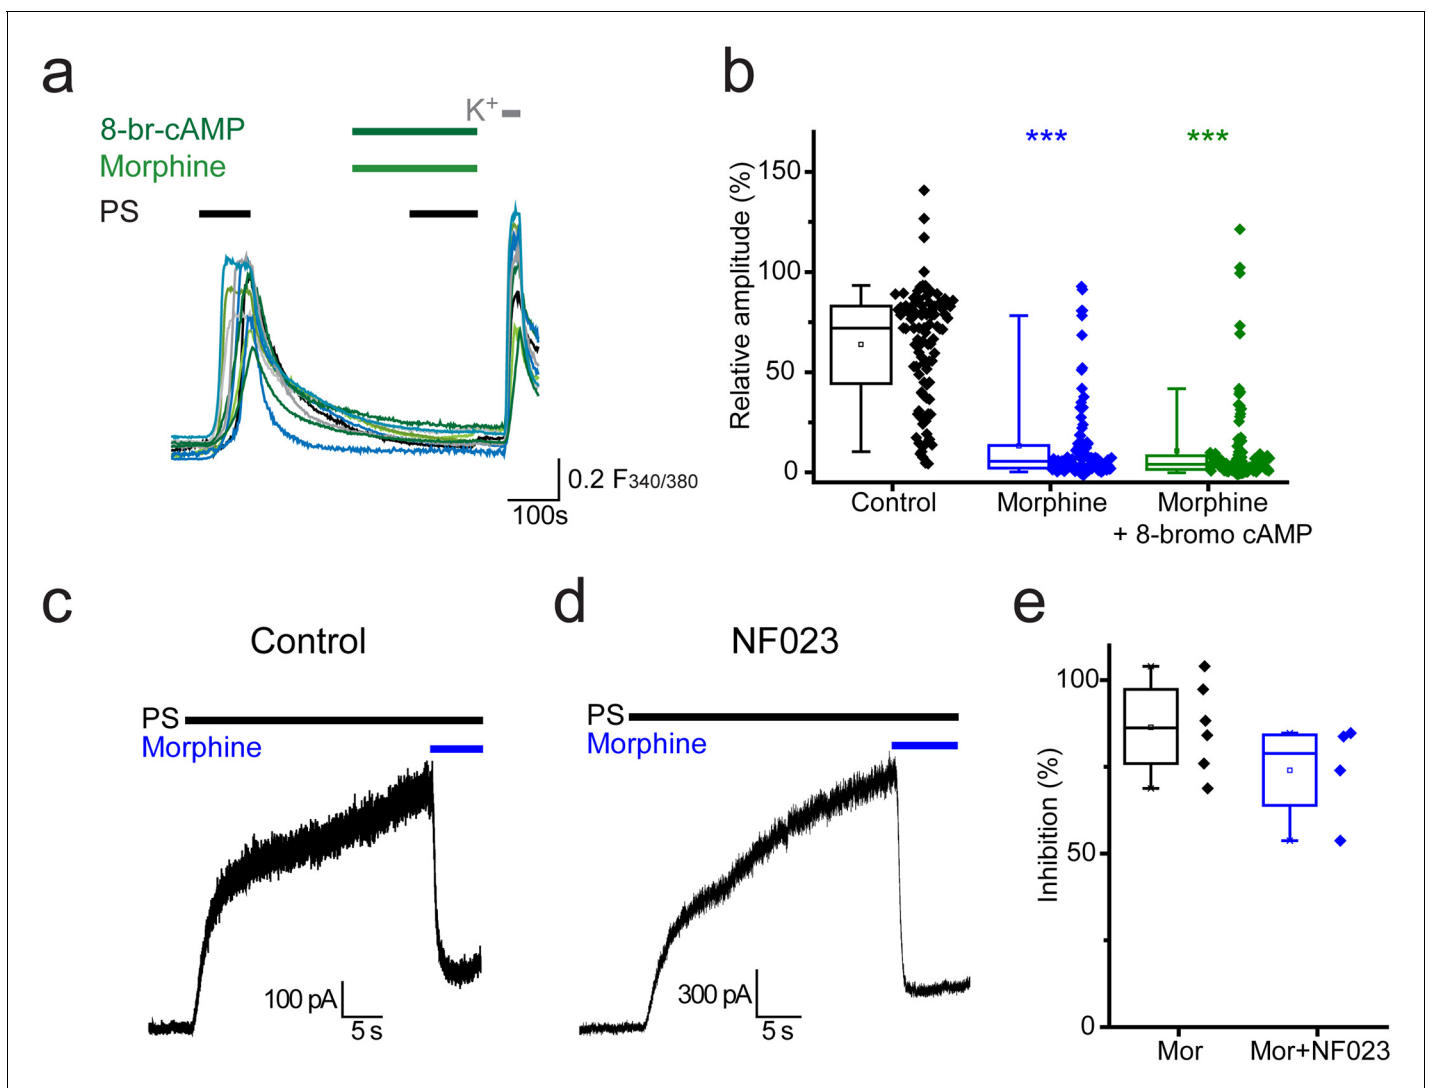 a
K+
8-br-cAMP
Morphine
PS
0.2 F340/380
100s
b
*** ***
Relative amplitude (%)
150
100
50
0
Control Morphine Morphine
+ 8-bromo cAMP
c
Control
PS
Morphine
100 pA
5 s
d
NF023
PS
Morphine
300 pA
5 s
e
Inhibition (%)
100
50
0
Mor Mor+NF023